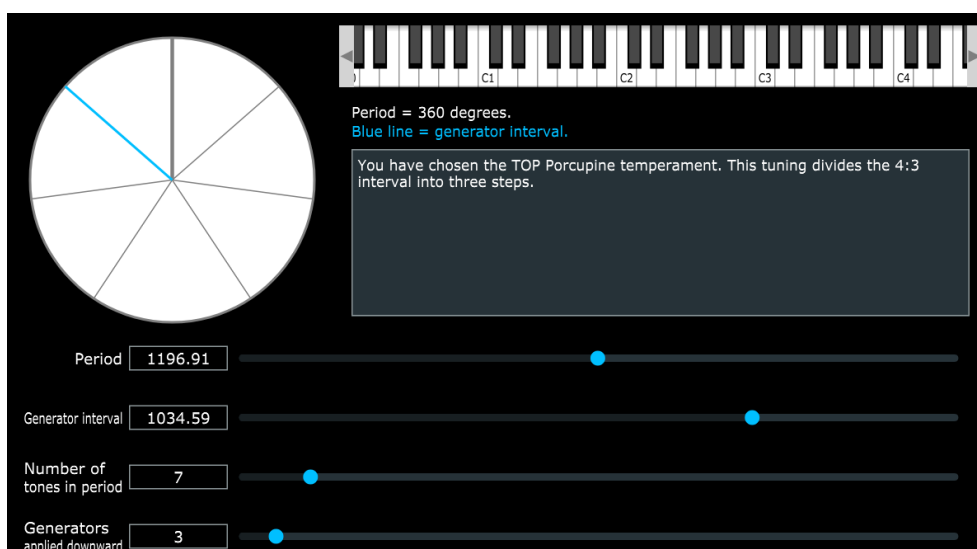 C1 C2 C3 C4
Period = 360 degrees.
Blue line = generator interval.
You have chosen the TOP Porcupine temperament. This tuning divides the 4:3
interval into three steps.
Period 1196.91
Generator interval 1034.59
Number of
tones in period 7
Generators
applied downward 3